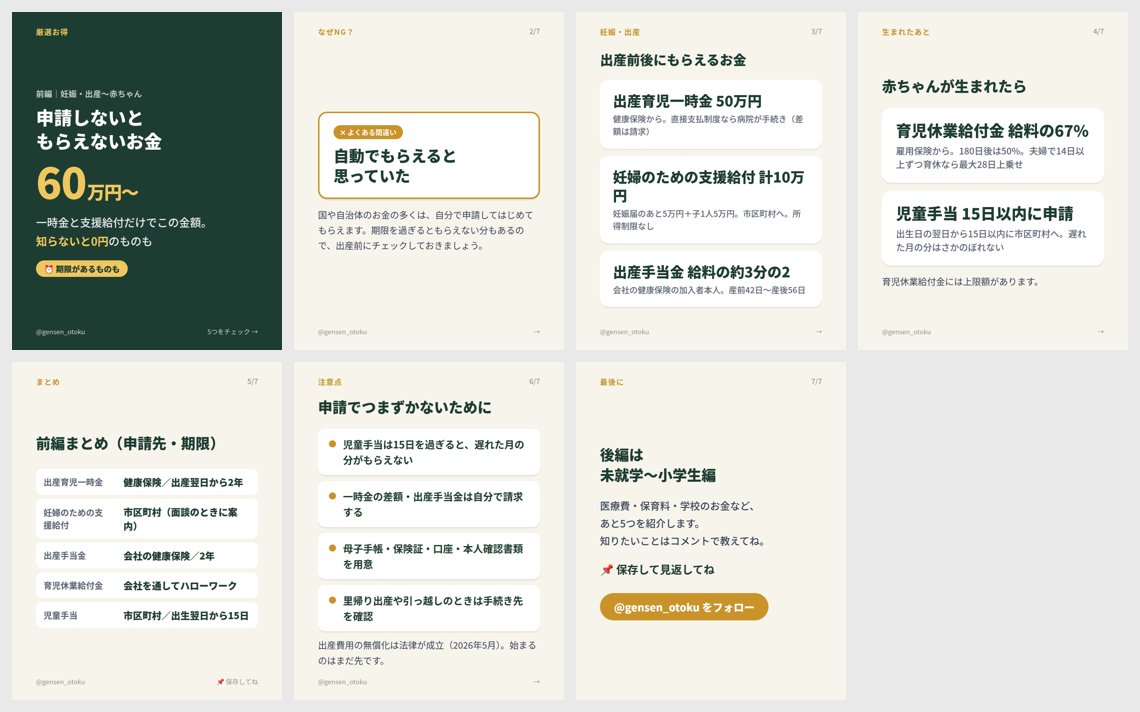 厳選お得
前編｜妊娠・出産〜赤ちゃん
申請しないと
もらえないお金
60万円〜
一時金と支援給付だけでこの金額。
知らないと0円のものも
⏰ 期限があるものも
@gensen_otoku
5つをチェック →
なぜNG？
2/7
× よくある間違い
自動でもらえると
思っていた
国や自治体のお金の多くは、自分で申請してはじめて
もらえます。期限を過ぎるともらえない分もあるの
で、出産前にチェックしておきましょう。
@gensen_otoku
→
妊娠・出産
3/7
出産前後にもらえるお金
出産育児一時金 50万円
健康保険から。直接支払制度なら病院が手続き（差
額は請求）
妊婦のための支援給付 計10万
円
妊娠届のあと5万円＋子1人5万円。市区町村へ。所
得制限なし
出産手当金 給料の約3分の2
会社の健康保険の加入者本人。産前42日〜産後56日
@gensen_otoku
→
生まれたあと
4/7
赤ちゃんが生まれたら
育児休業給付金 給料の67%
雇用保険から。180日後は50%。夫婦で14日以
上ずつ育休なら最大28日上乗せ
児童手当 15日以内に申請
出生日の翌日から15日以内に市区町村へ。遅れ
た月の分はさかのぼれない
育児休業給付金には上限額があります。
@gensen_otoku
→
まとめ
5/7
前編まとめ（申請先・期限）
出産育児一時金
健康保険／出産翌日から2年
妊婦のための支
援給付
市区町村（面談のときに案
内）
出産手当金
会社の健康保険／2年
育児休業給付金
会社を通してハローワーク
児童手当
市区町村／出生翌日から15日
@gensen_otoku
📌 保存してね
注意点
6/7
申請でつまずかないために
児童手当は15日を過ぎると、遅れた月の
分がもらえない
一時金の差額・出産手当金は自分で請求
する
母子手帳・保険証・口座・本人確認書類
を用意
里帰り出産や引っ越しのときは手続き先
を確認
出産費用の無償化は法律が成立（2026年5月）。始まる
のはまだ先です。
@gensen_otoku
→
最後に
7/7
後編は
未就学〜小学生編
医療費・保育料・学校のお金など、
あと5つを紹介します。
知りたいことはコメントで教えてね。
📌 保存して見返してね
@gensen_otoku をフォロー